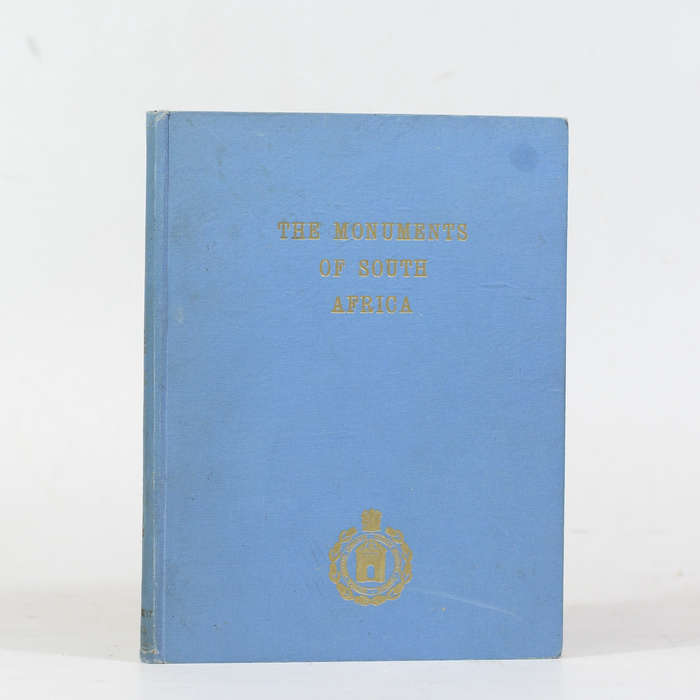 THE MONUMENTS
OF SOUTH
AFRICA